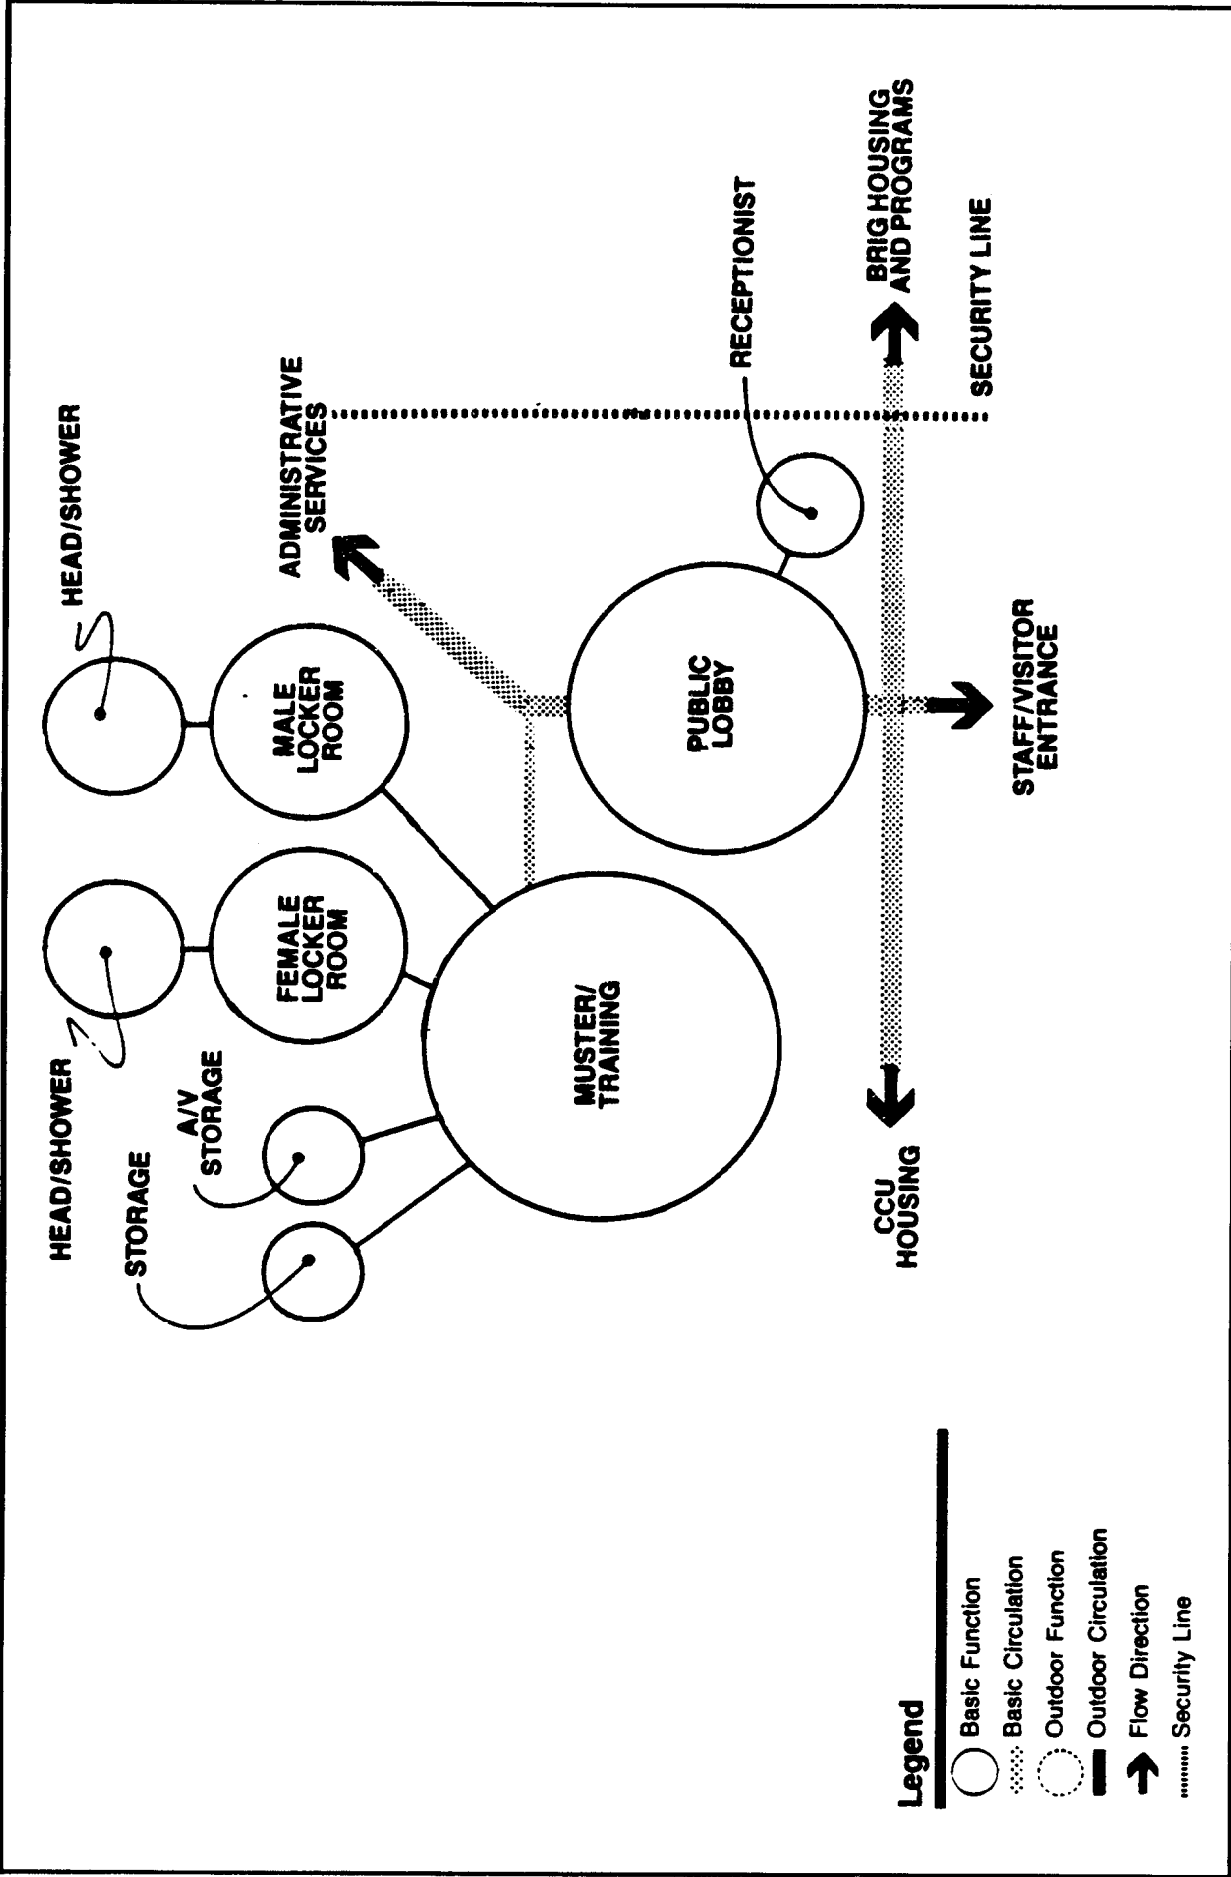 HEAD/SHOWER
HEAD/SHOWER
STORAGE
A/V
STORAGE
FEMALE
LOCKER
ROOM
MALE
LOCKER
ROOM
ADMINISTRATIVE
SERVICES
MUSTER/
TRAINING
PUBLIC
LOBBY
RECEPTIONIST
CCU
HOUSING
BRIG HOUSING
AND PROGRAMS
STAFF/VISITOR
ENTRANCE
SECURITY LINE
Legend
Basic Function
Basic Circulation
Outdoor Function
Outdoor Circulation
Flow Direction
Security Line